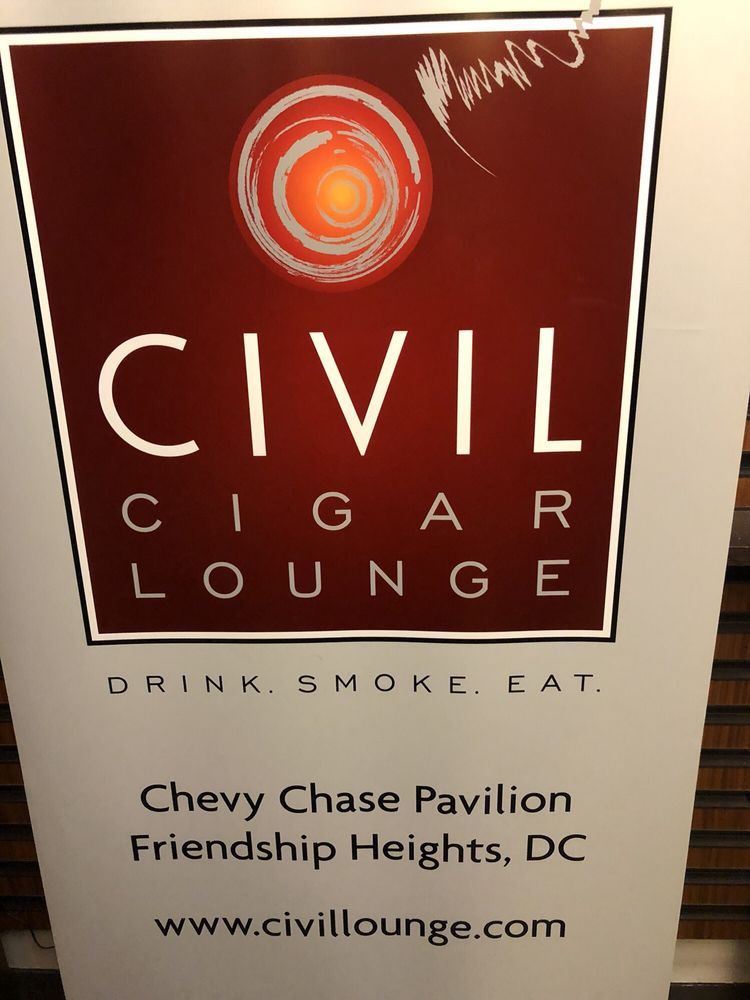 CIVIL
CIGAR
LOUNGE
DRINK. SMOKE. EAT.
Chevy Chase Pavilion
Friendship Heights, DC
www.civillounge.com